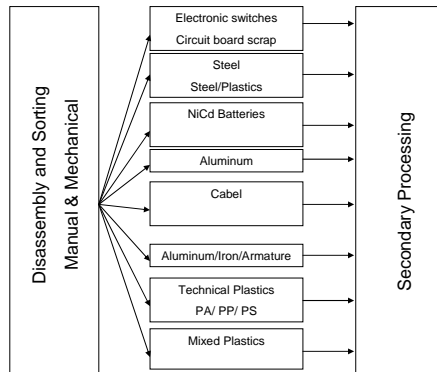 Disassembly and Sorting
Manual & Mechanical
Electronic switches
Circuit board scrap
Steel
Steel/Plastics
NiCd Batteries
Aluminum
Cabel
Aluminum/Iron/Armature
Technical Plastics
PA/ PP/ PS
Mixed Plastics
Secondary Processing